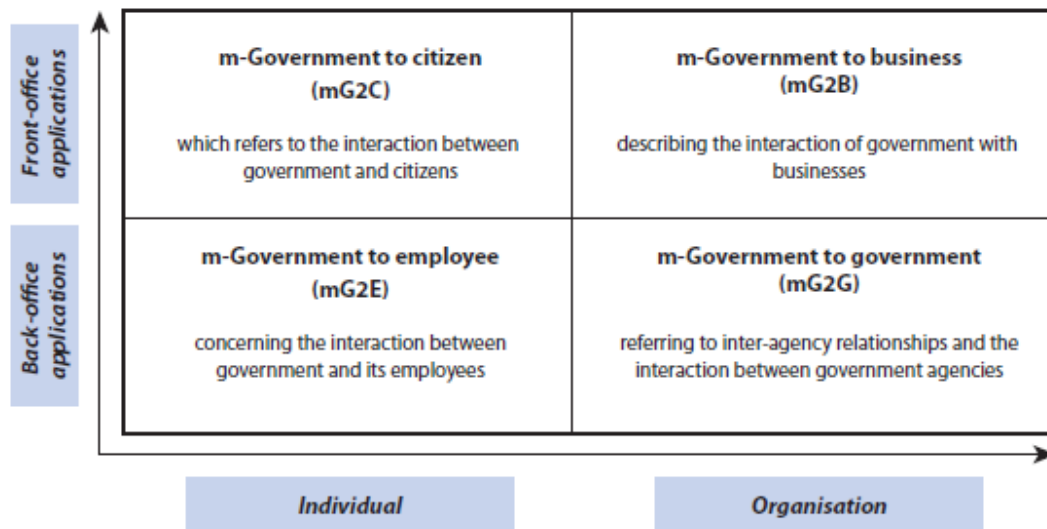 Front-office
applications
m-Government to citizen
(mG2C)
which refers to the interaction between
government and citizens
m-Government to business
(mG2B)
describing the interaction of government with
businesses
Back-office
applications
m-Government to employee
(mG2E)
concerning the interaction between
government and its employees
m-Government to government
(mG2G)
referring to inter-agency relationships and the
interaction between government agencies
Individual
Organisation